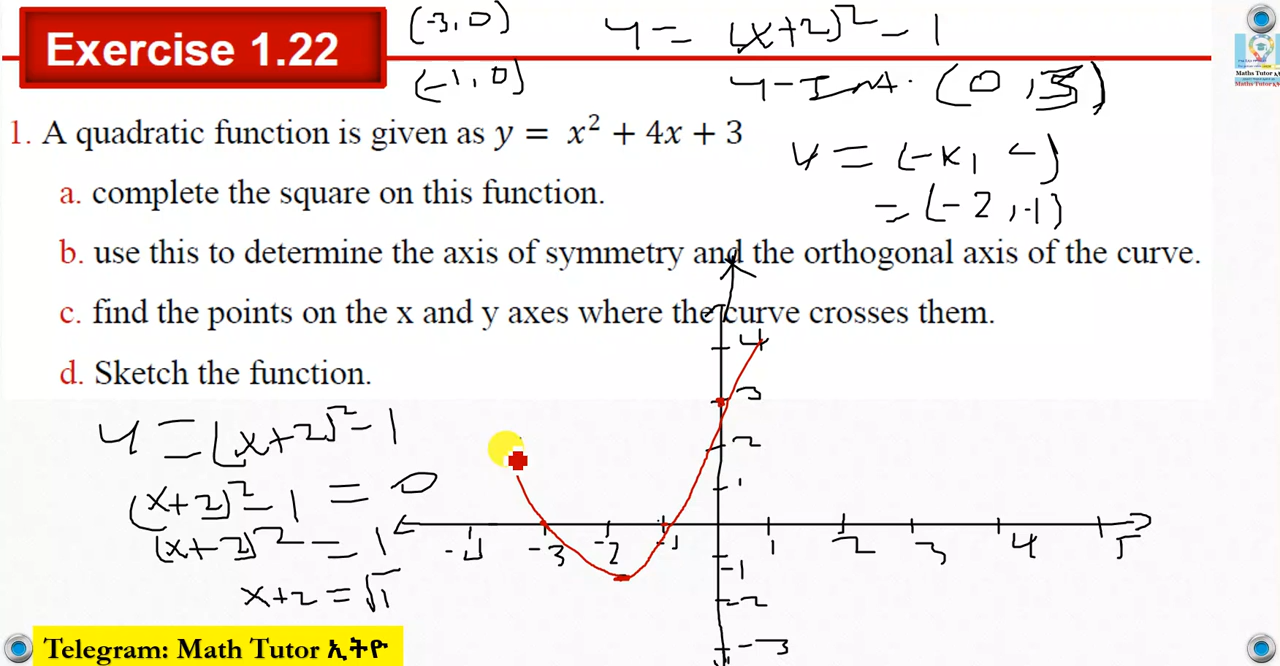 Exercise 1.22
(-3, 0)
(-1, 0)
y = (x+2)² - 1
y-Int. (0, 3)
1. A quadratic function is given as y = x² + 4x + 3
a. complete the square on this function.
b. use this to determine the axis of symmetry and the orthogonal axis of the curve.
c. find the points on the x and y axes where the curve crosses them.
d. Sketch the function.
= (-2, -1)
y = (x+2)² - 1
(x+2)² - 1 = 0
(x+2)² = 1
x+2 = √1
4
3
2
1
-4 -3 -2 -1 1 2 3 4 5
-1
-2
-3
Telegram: Math Tutor ኢትዮ